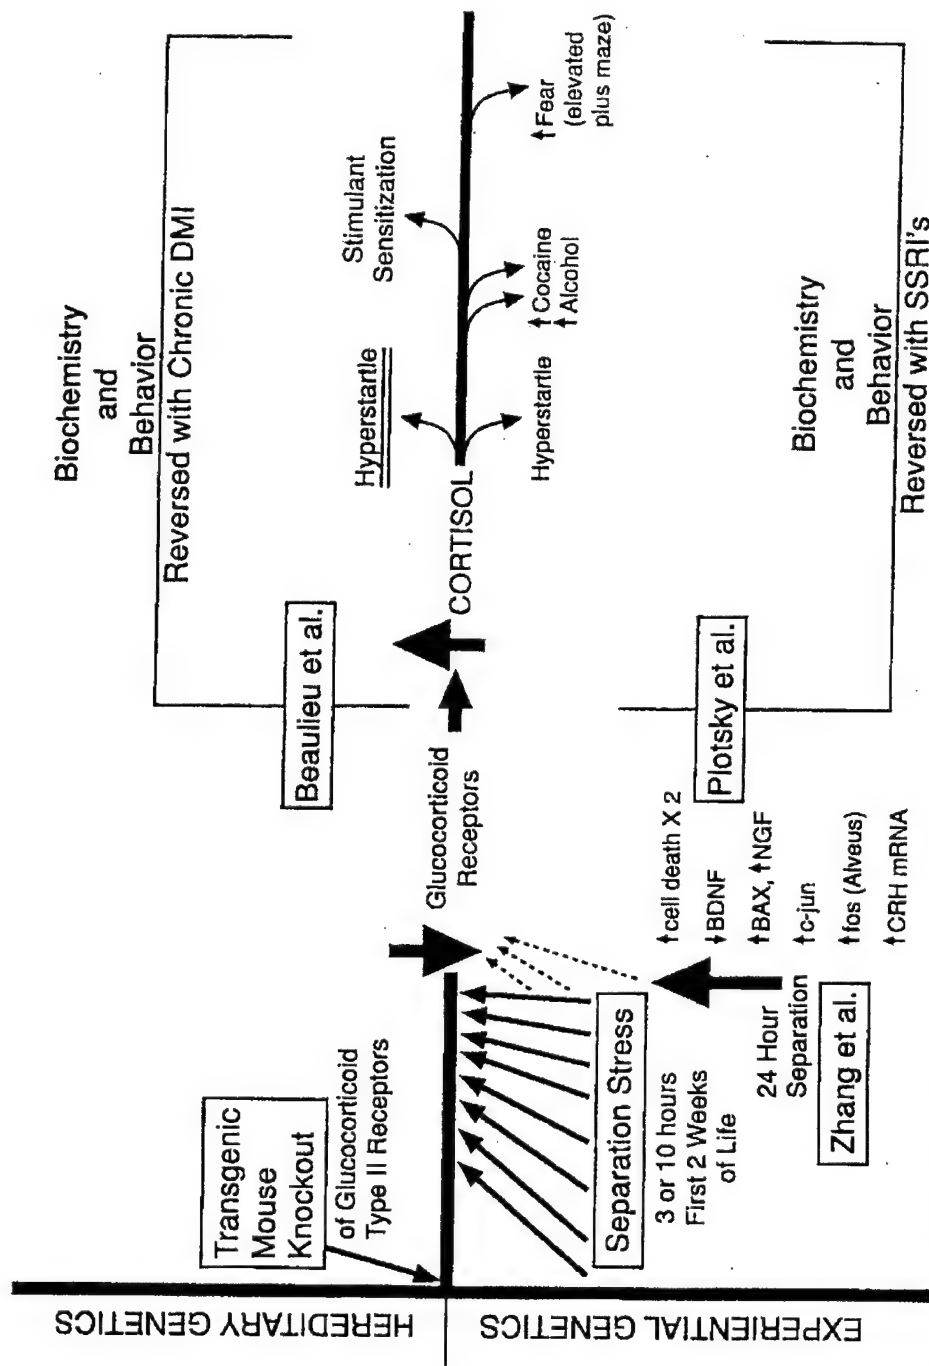 HEREDITARY GENETICS
EXPERIENTIAL GENETICS
Transgenic
Mouse
Knockout
of Glucocorticoid
Type II Receptors
Separation Stress
3 or 10 hours
First 2 Weeks
of Life
24 Hour
Separation
Zhang et al.
↑cell death X 2
↓BDNF
↑BAX, ↑NGF
↑c-jun
↑fos (Alveus)
↑CRH mRNA
Glucocorticoid
Receptors
Beaulieu et al.
Plotsky et al.
CORTISOL
Biochemistry
and
Behavior
Reversed with Chronic DMI
Hyperstartle
Stimulant
Sensitization
Hyperstartle
↑Cocaine
↑Alcohol
↑Fear
(elevated
plus maze)
Biochemistry
and
Behavior
Reversed with SSRI's